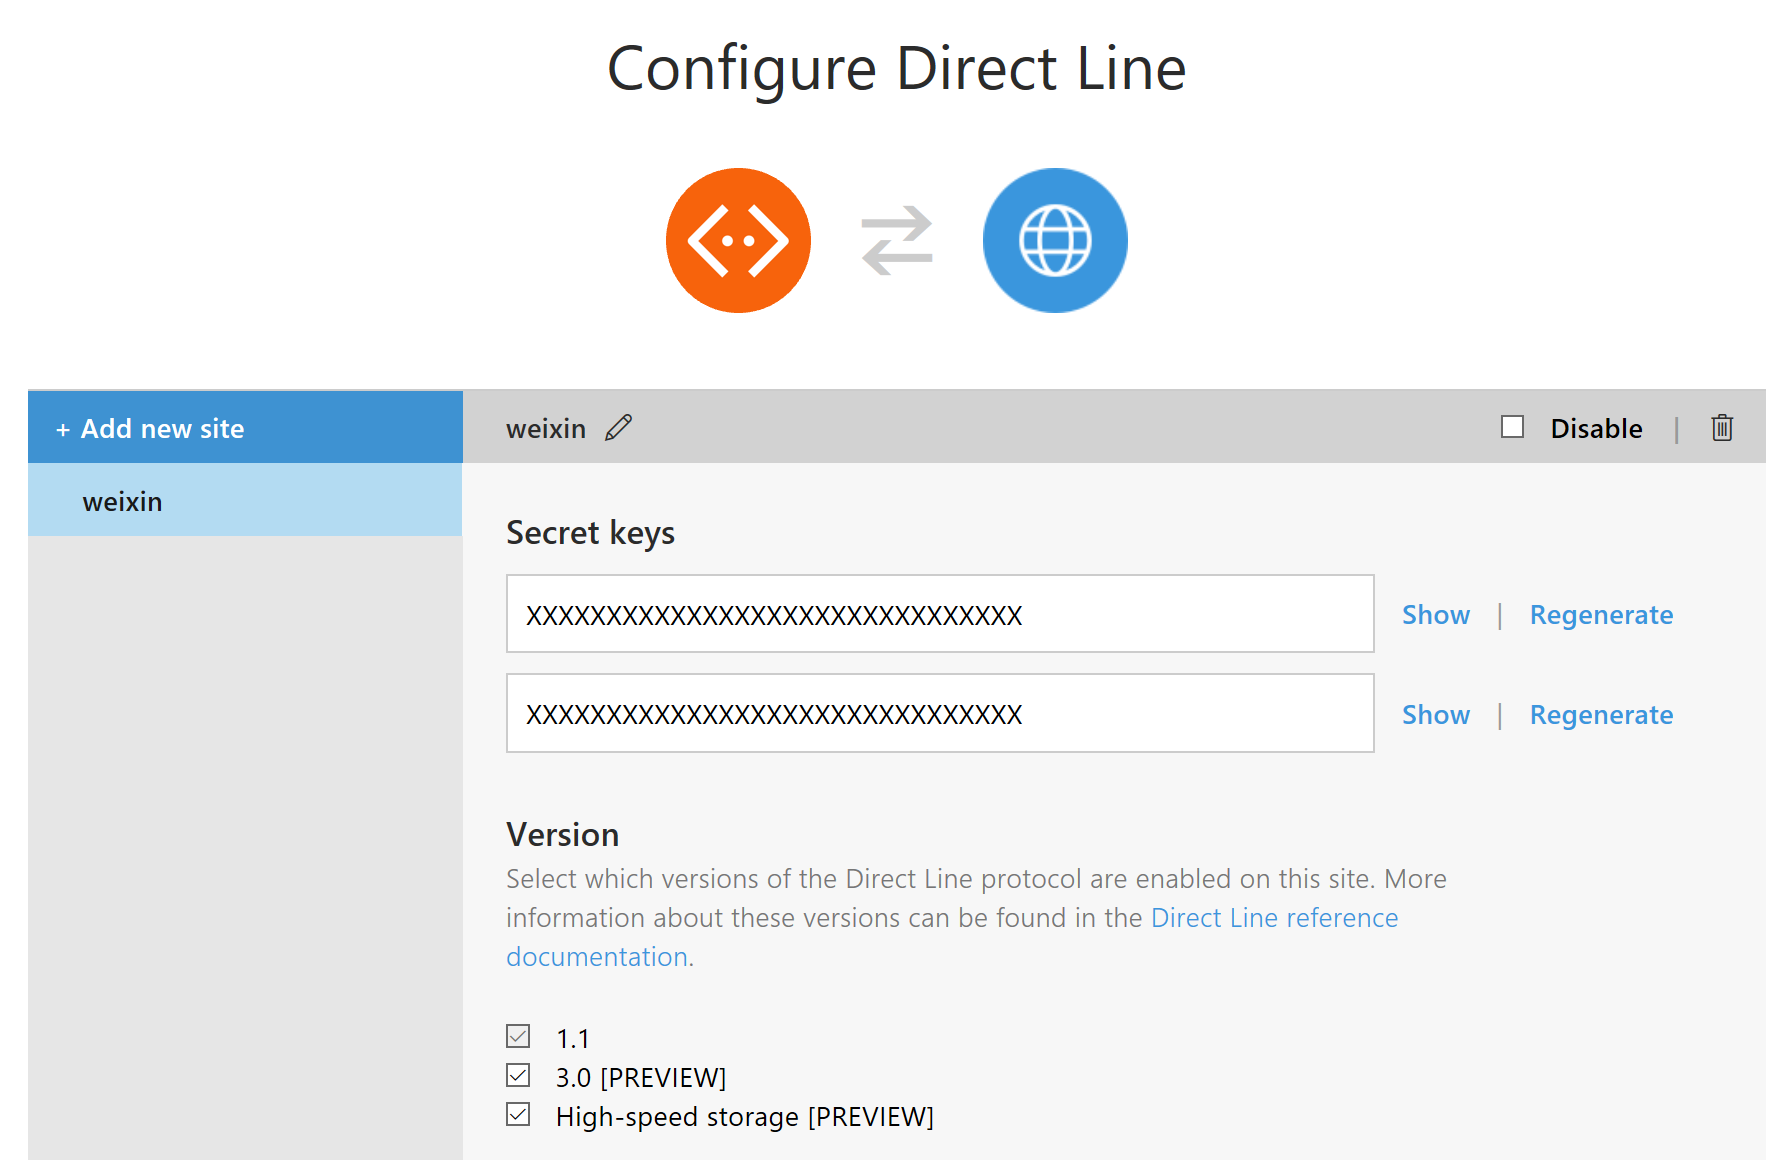 Configure Direct Line
+ Add new site
weixin
Disable |
weixin
Secret keys
XXXXXXXXXXXXXXXXXXXXXXXXXXXXXXX
Show | Regenerate
XXXXXXXXXXXXXXXXXXXXXXXXXXXXXXX
Show | Regenerate
Version
Select which versions of the Direct Line protocol are enabled on this site. More
information about these versions can be found in the Direct Line reference
documentation.
1.1
3.0 [PREVIEW]
High-speed storage [PREVIEW]